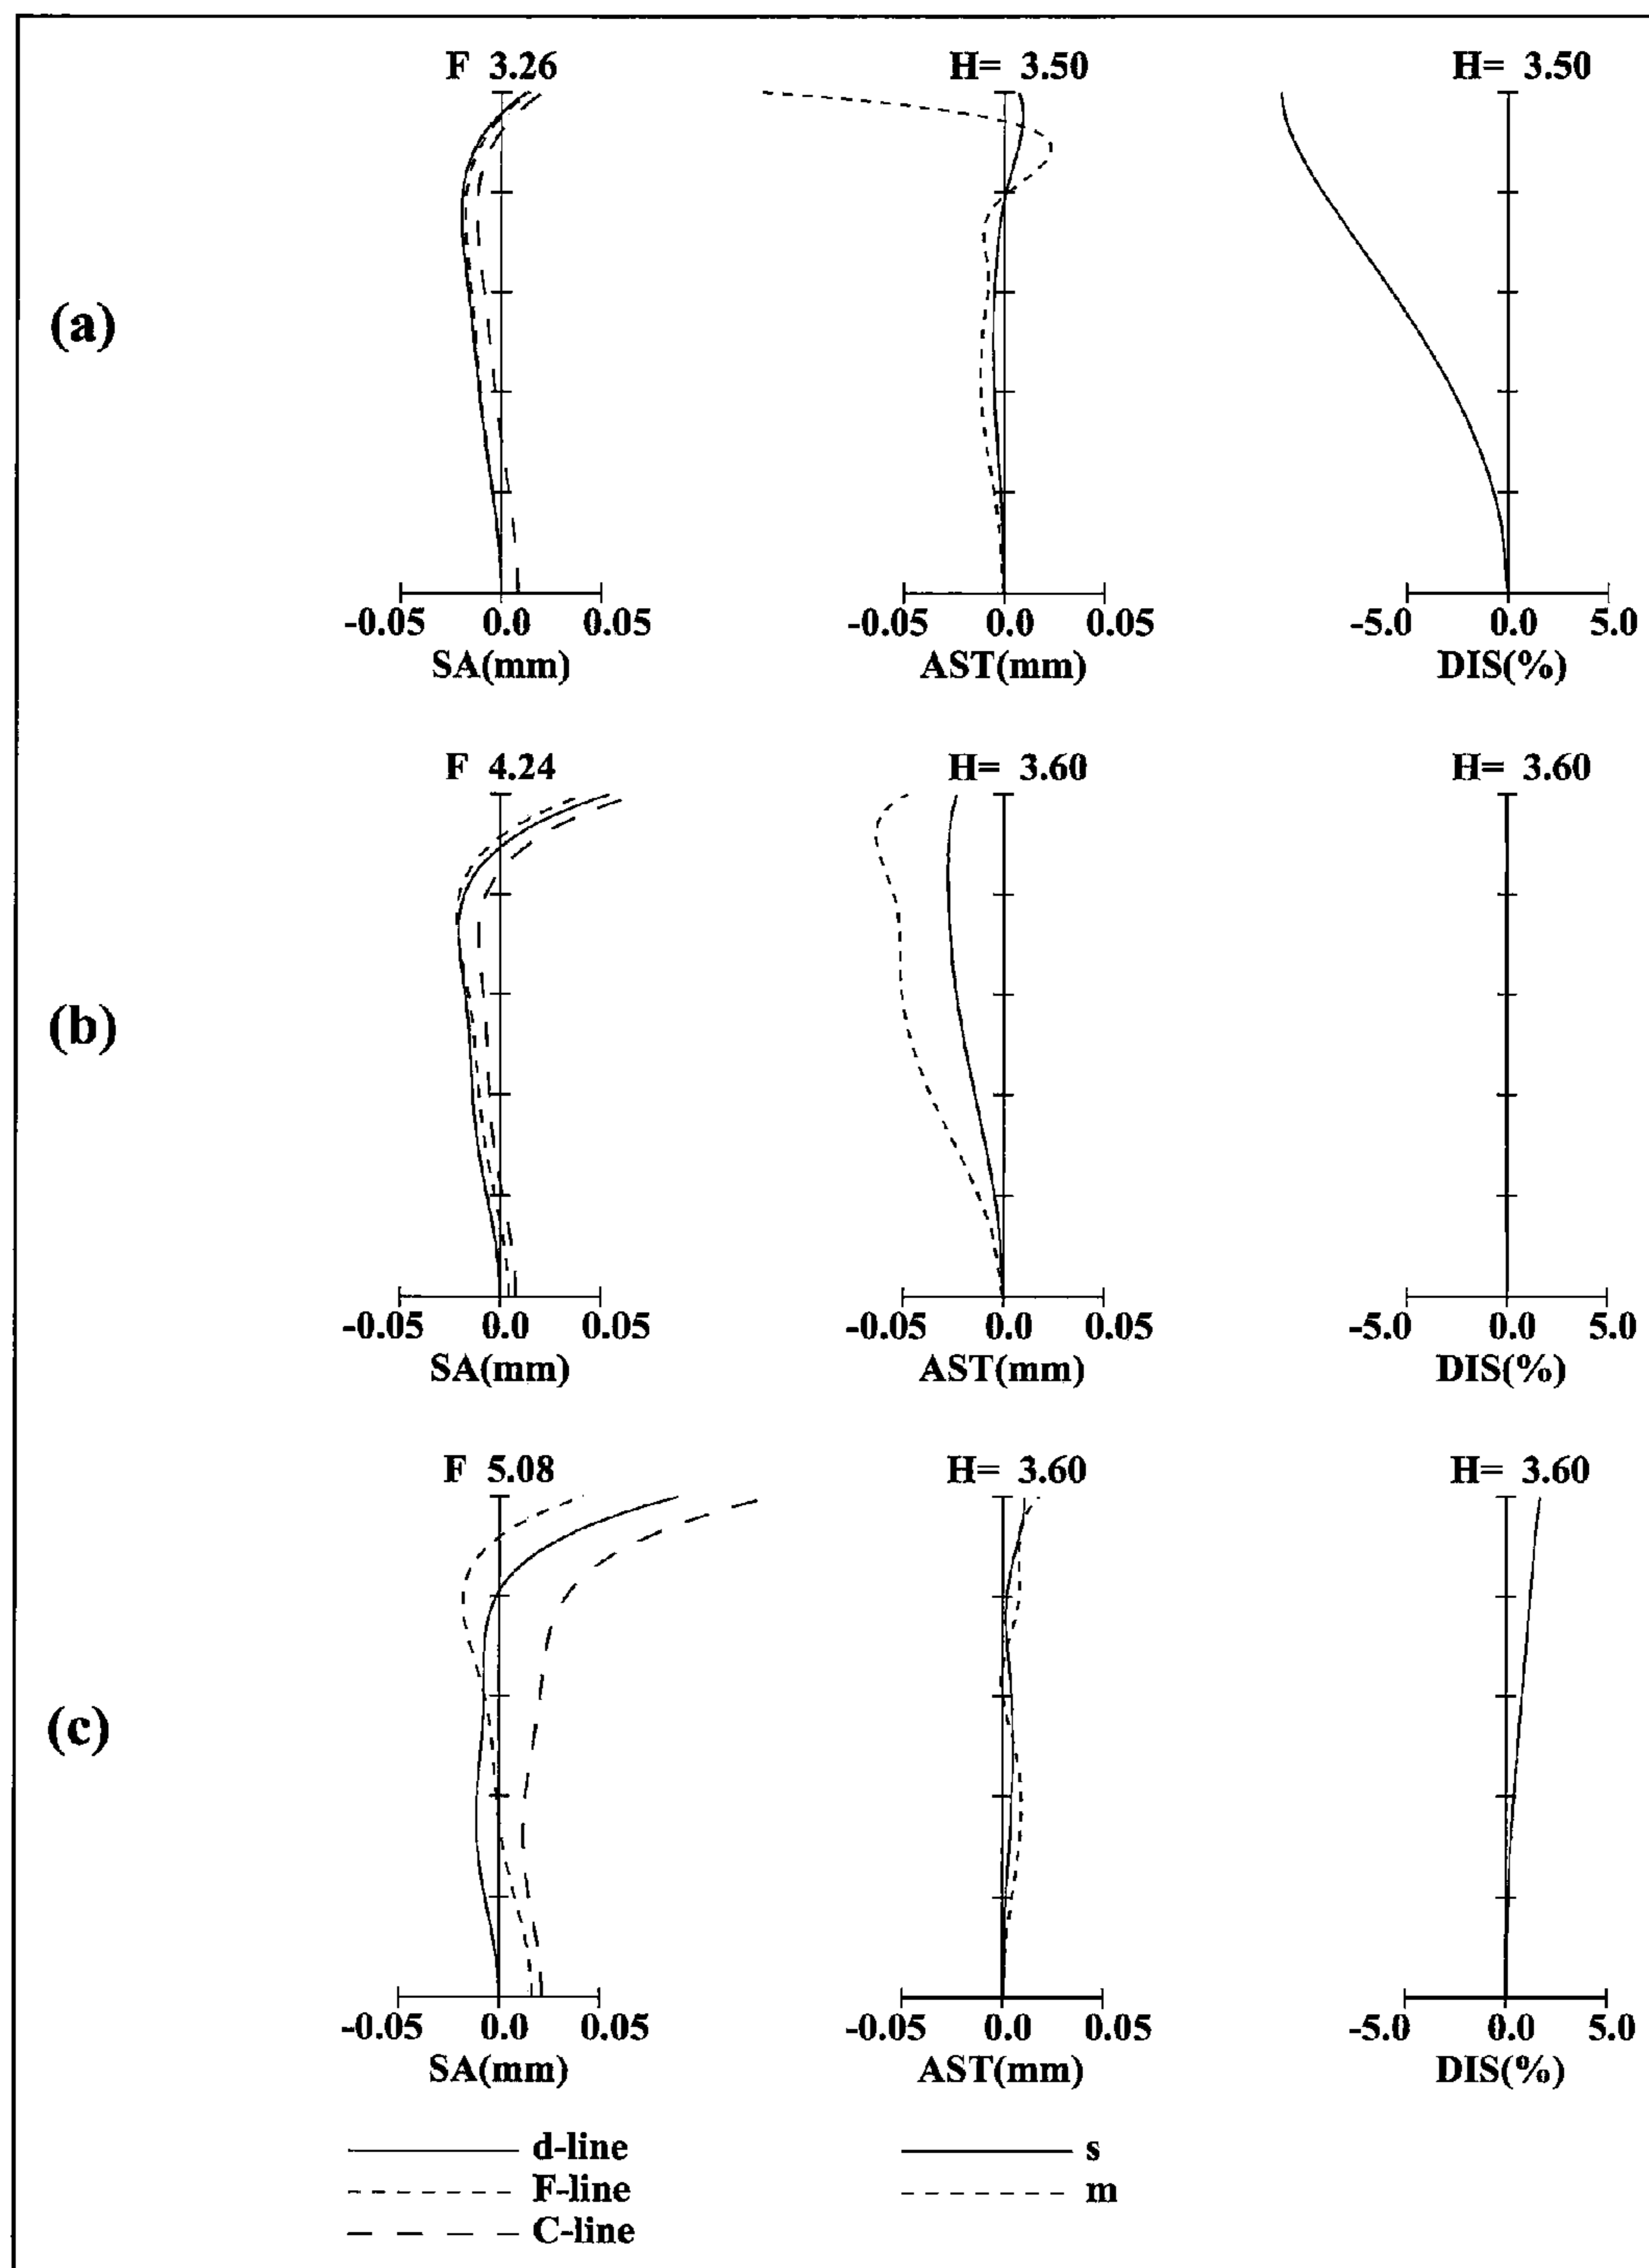 F 3.26 H= 3.50 H= 3.50
(a)
-0.05 0.0 0.05 -0.05 0.0 0.05 -5.0 0.0 5.0
SA(mm) AST(mm) DIS(%)
F 4.24 H= 3.60 H= 3.60
(b)
-0.05 0.0 0.05 -0.05 0.0 0.05 -5.0 0.0 5.0
SA(mm) AST(mm) DIS(%)
F 5.08 H= 3.60 H= 3.60
(c)
-0.05 0.0 0.05 -0.05 0.0 0.05 -5.0 0.0 5.0
SA(mm) AST(mm) DIS(%)
d-line s
F-line m
C-line